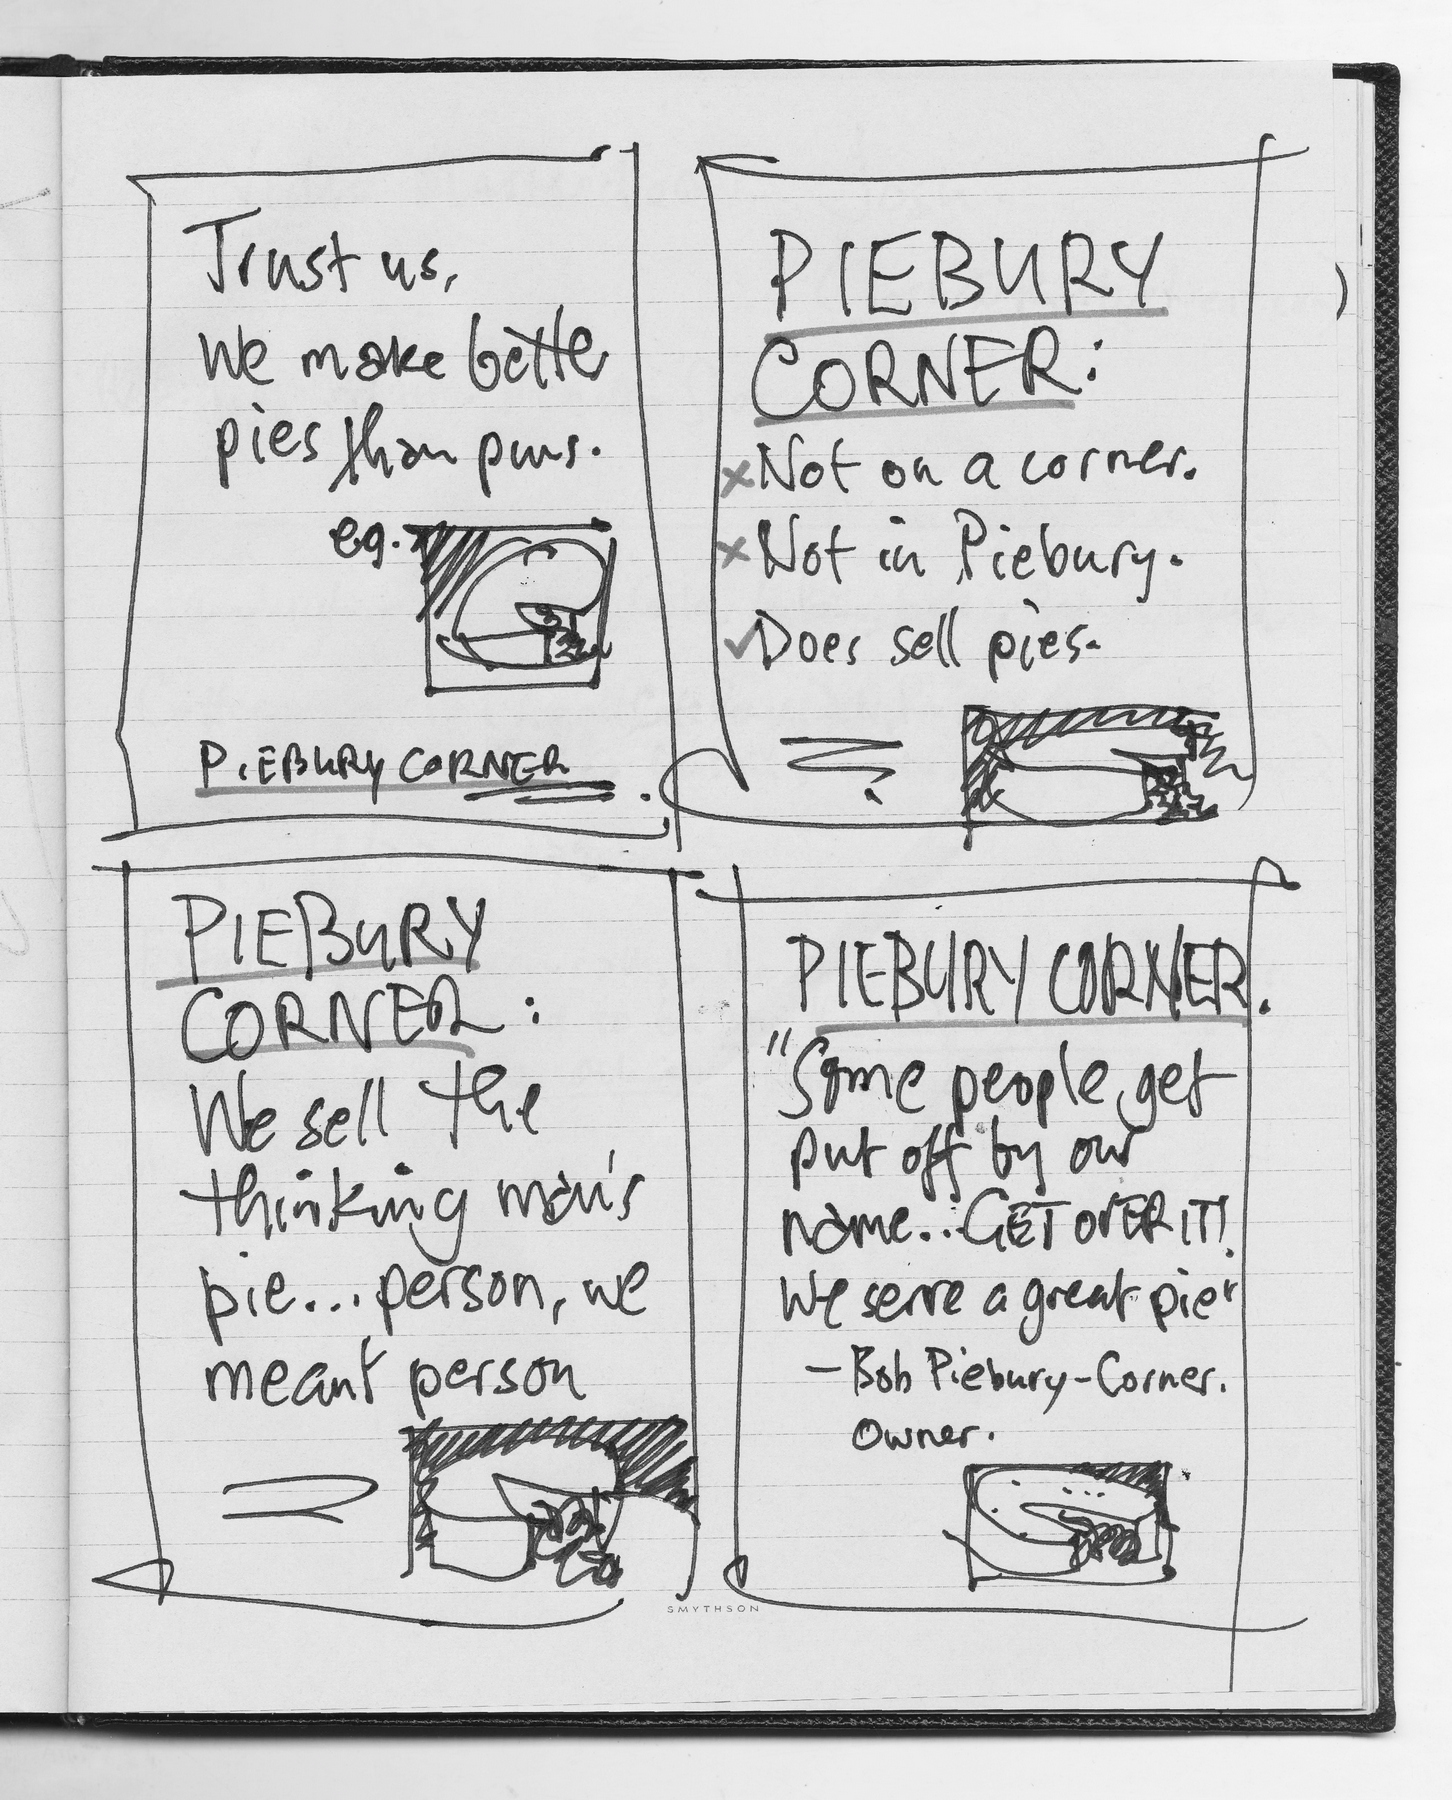 Trust us,
We make better
pies than puns.
eg.
PIEBURY CORNER
PIEBURY
CORNER:
Not on a corner.
Not in Piebury.
Does sell pies.
PIEBURY
CORNER:
We sell the
thinking man's
pie...person, we
meant person
PIEBURY CORNER.
"Some people get
put off by our
name... GET OVER IT!
We serve a great pie"
- Bob Piebury-Corner.
Owner.
SMYTHSON